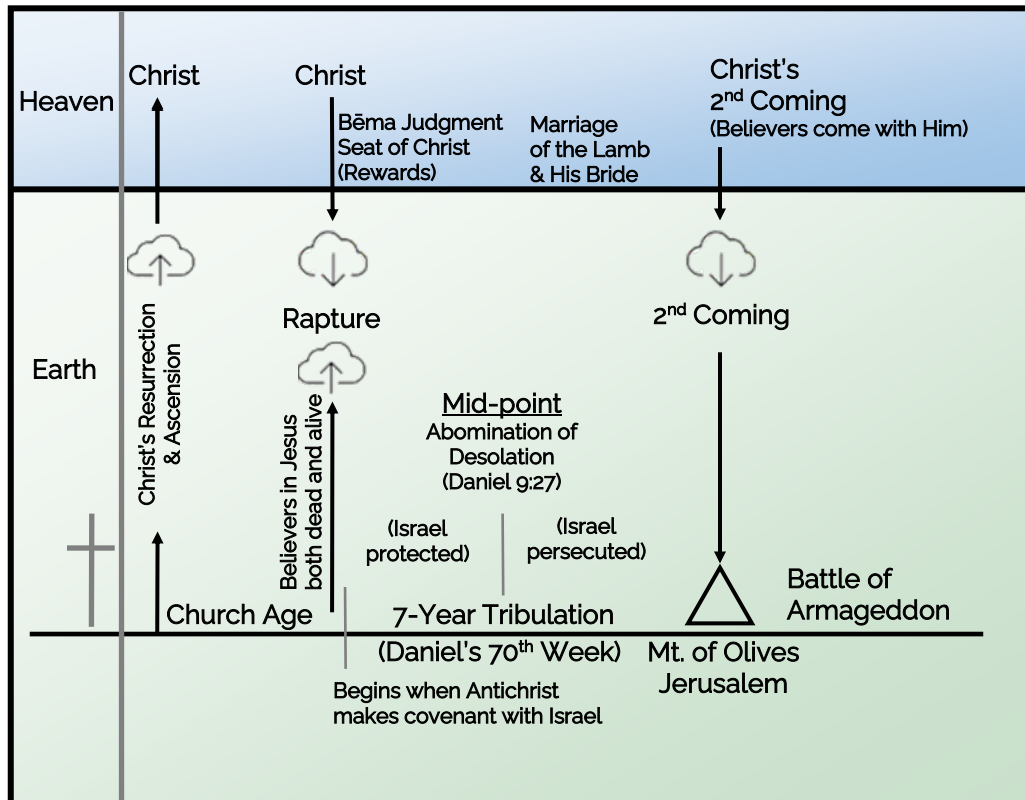 Heaven
Christ
Christ
Bēma Judgment
Seat of Christ
(Rewards)
Marriage
of the Lamb
& His Bride
Christ's
2nd Coming
(Believers come with Him)
Earth
Christ's Resurrection
& Ascension
Rapture
Believers in Jesus
both dead and alive
Mid-point
Abomination of
Desolation
(Daniel 9:27)
(Israel
protected)
(Israel
persecuted)
2nd Coming
Church Age
7-Year Tribulation
(Daniel's 70th Week)
Begins when Antichrist
makes covenant with Israel
Battle of
Armageddon
Mt. of Olives
Jerusalem